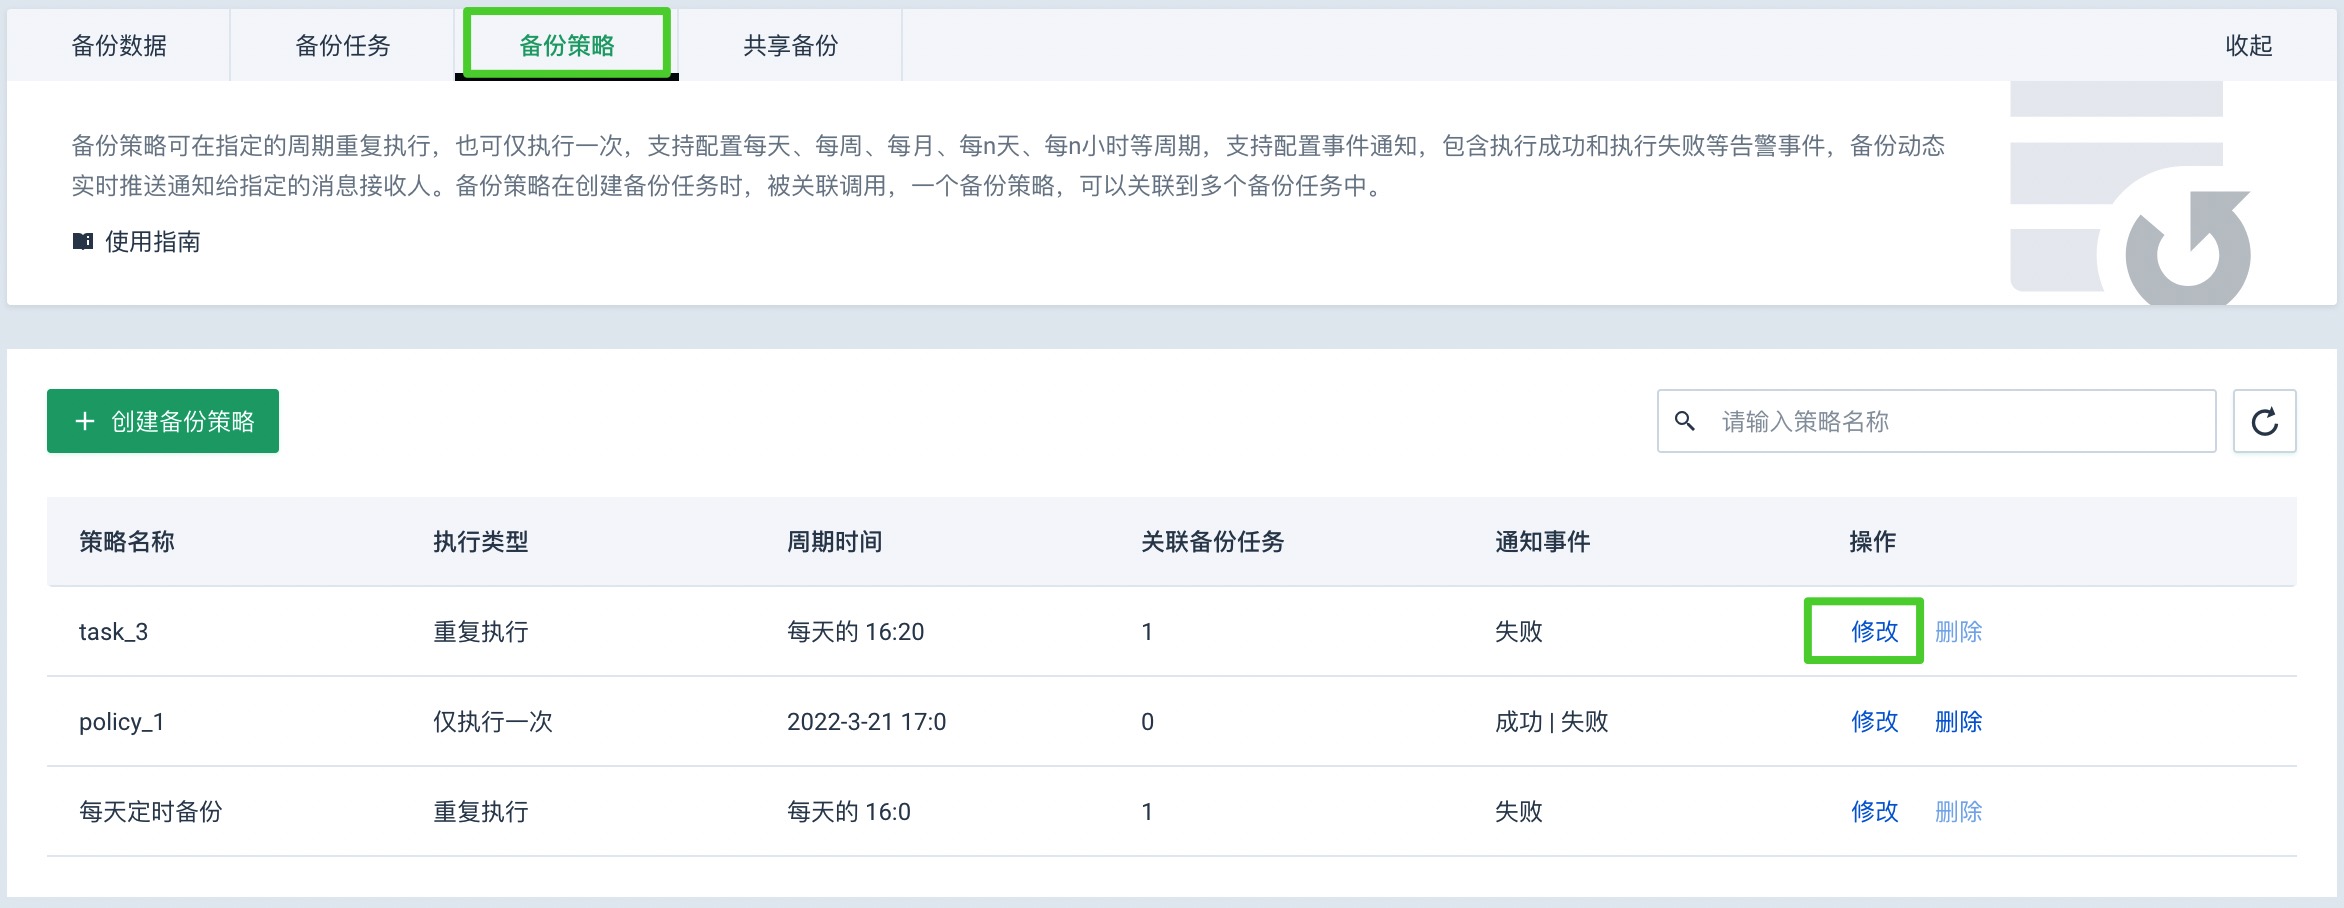 备份数据 备份任务 备份策略 共享备份 收起
备份策略可在指定的周期重复执行，也可仅执行一次，支持配置每天、每周、每月、每n天、每n小时等周期，支持配置事件通知，包含执行成功和执行失败等告警事件，备份动态
实时推送通知给指定的消息接收人。备份策略在创建备份任务时，被关联调用，一个备份策略，可以关联到多个备份任务中。
使用指南
创建备份策略 请输入策略名称
策略名称 执行类型 周期时间 关联备份任务 通知事件 操作
task_3 重复执行 每天的 16:20 1 失败 修改 删除
policy_1 仅执行一次 2022-3-21 17:0 0 成功 | 失败 修改 删除
每天定时备份 重复执行 每天的 16:0 1 失败 修改 删除